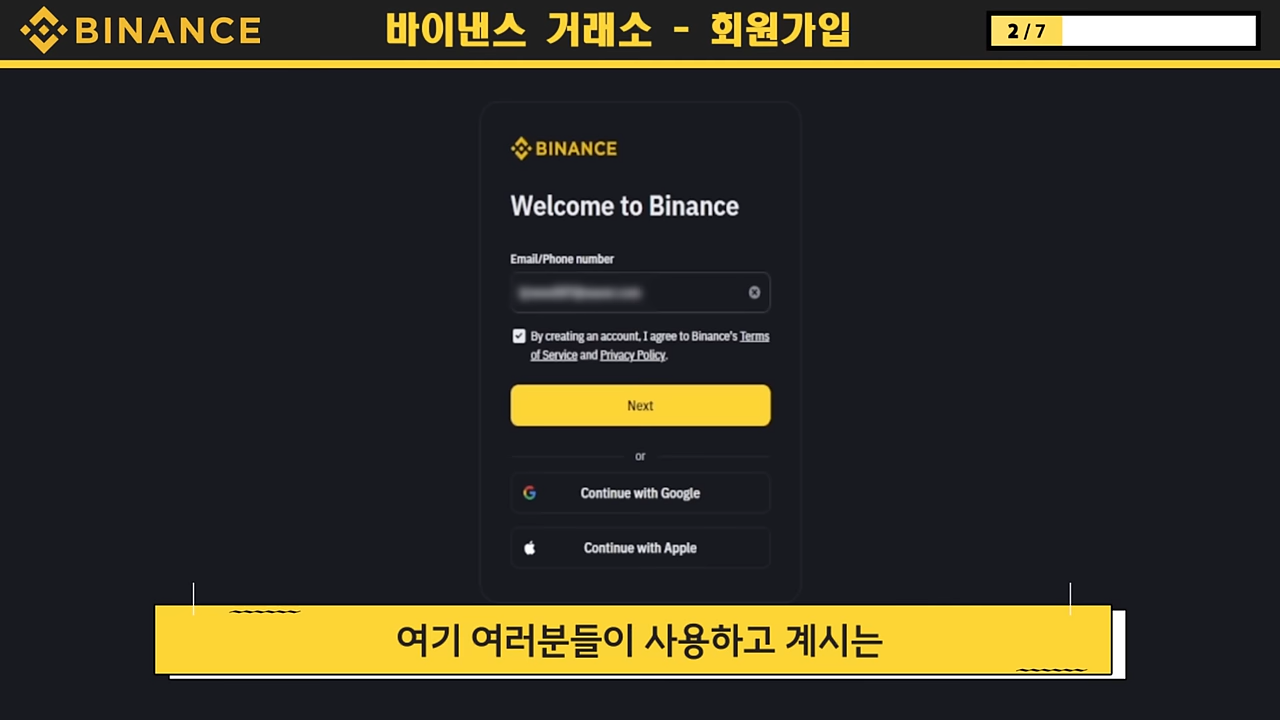 BINANCE
바이낸스 거래소 - 회원가입
2/7
BINANCE
Welcome to Binance
Email/Phone number
By creating an account, I agree to Binance's Terms
of Service and Privacy Policy.
Next
or
Continue with Google
Continue with Apple
여기 여러분들이 사용하고 계시는